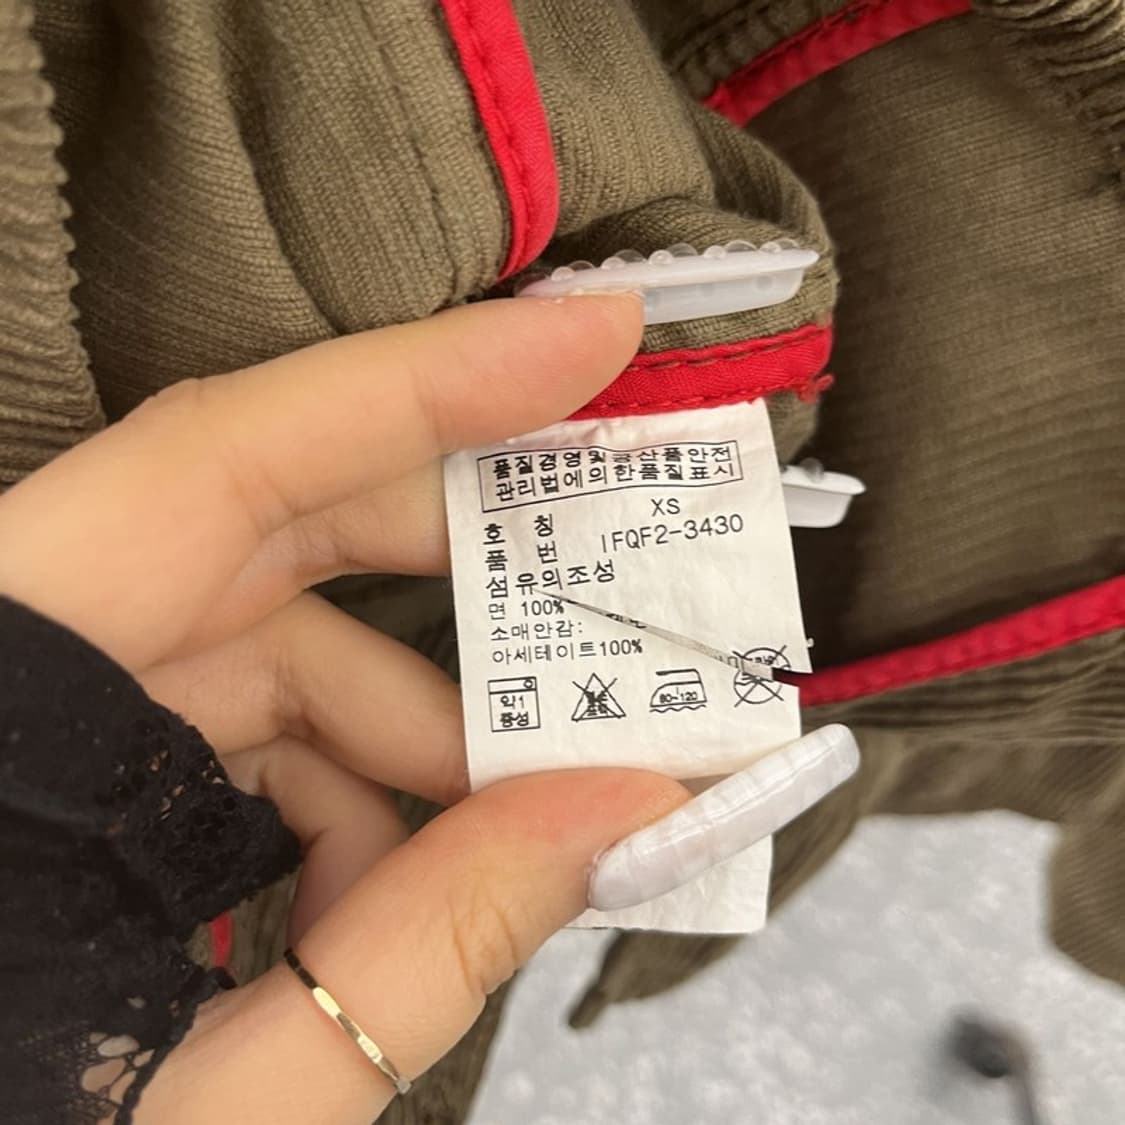 품질경영및공산품안전
관리법에의한품질표시
호 칭 XS
품 번 IFQF2-3430
섬유의조성
면 100%
소매안감:
아세테이트100%
약1
중성
80~120